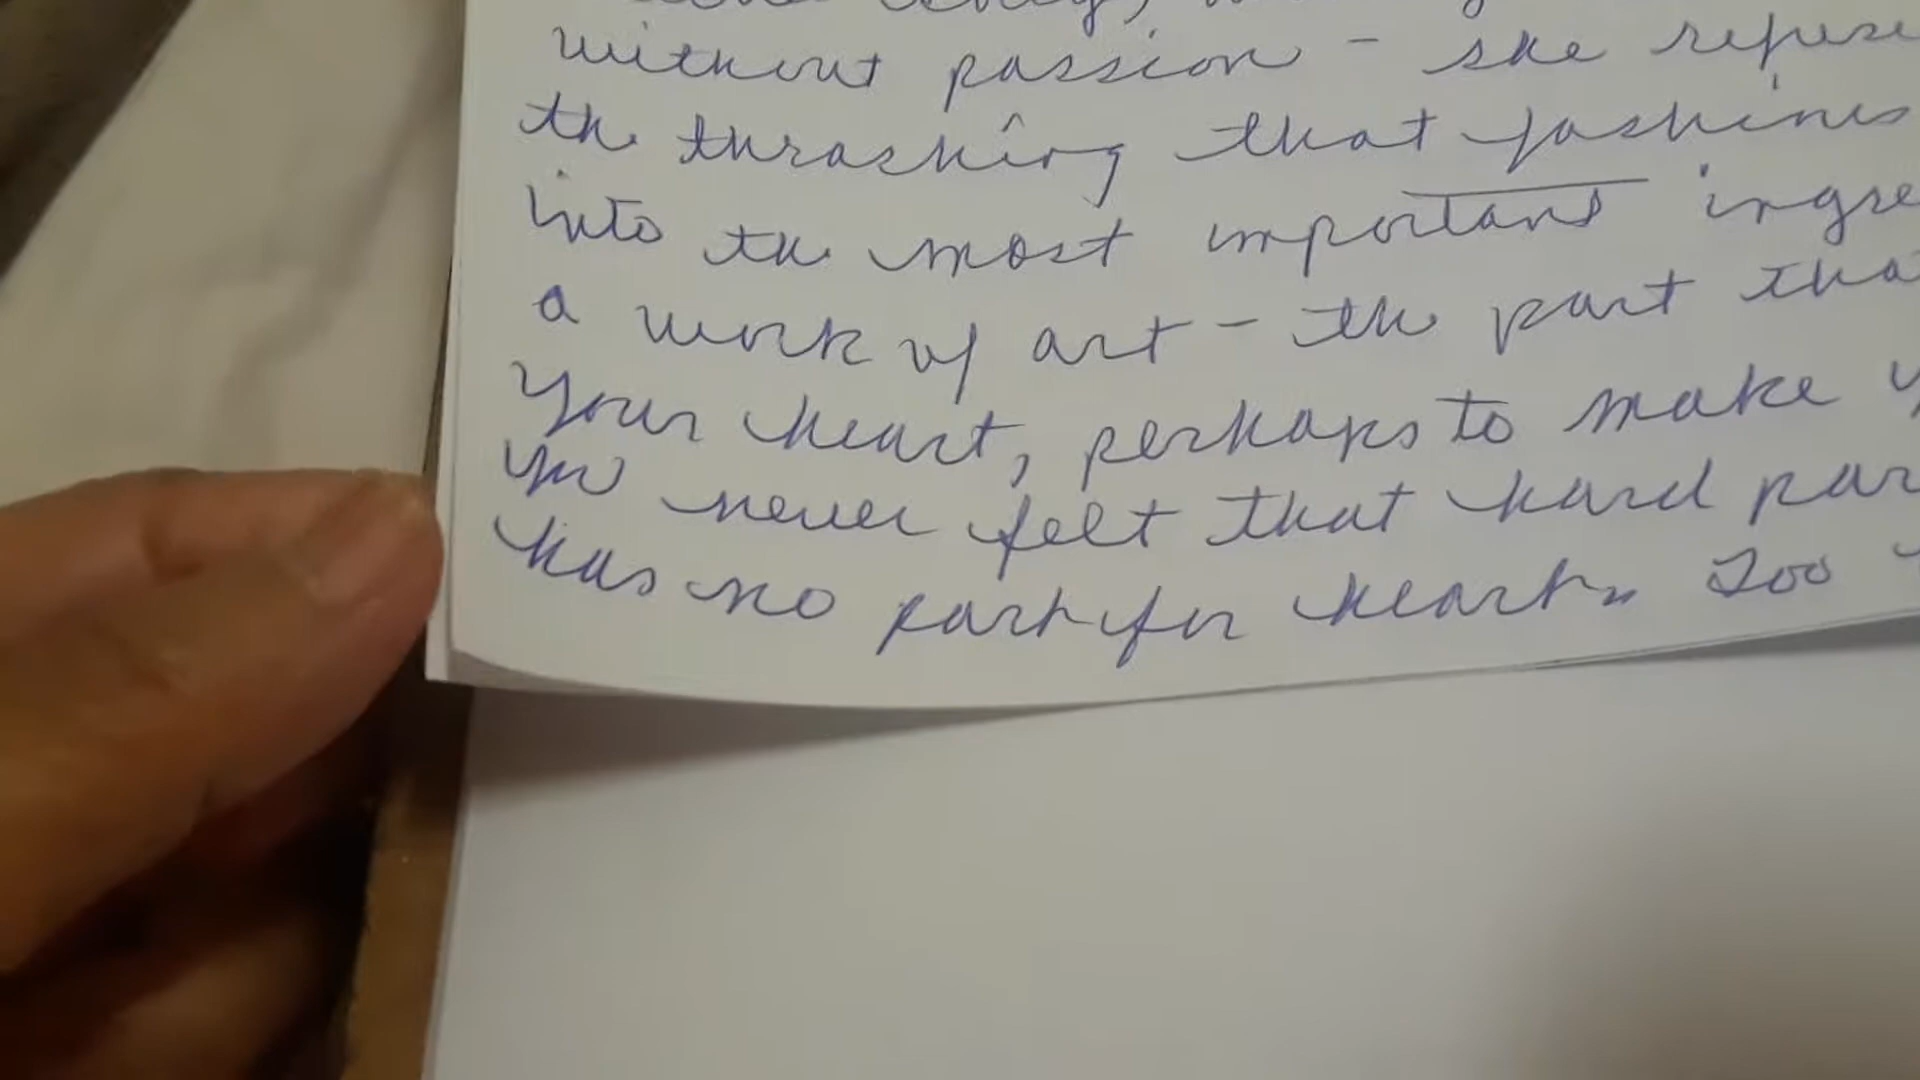 without passion - she refuse
the thrashing that fashines
into the most important ingre
a work of art - the part tha
your heart, perhaps to make y
you never felt that hard par
has no part for heart. Too